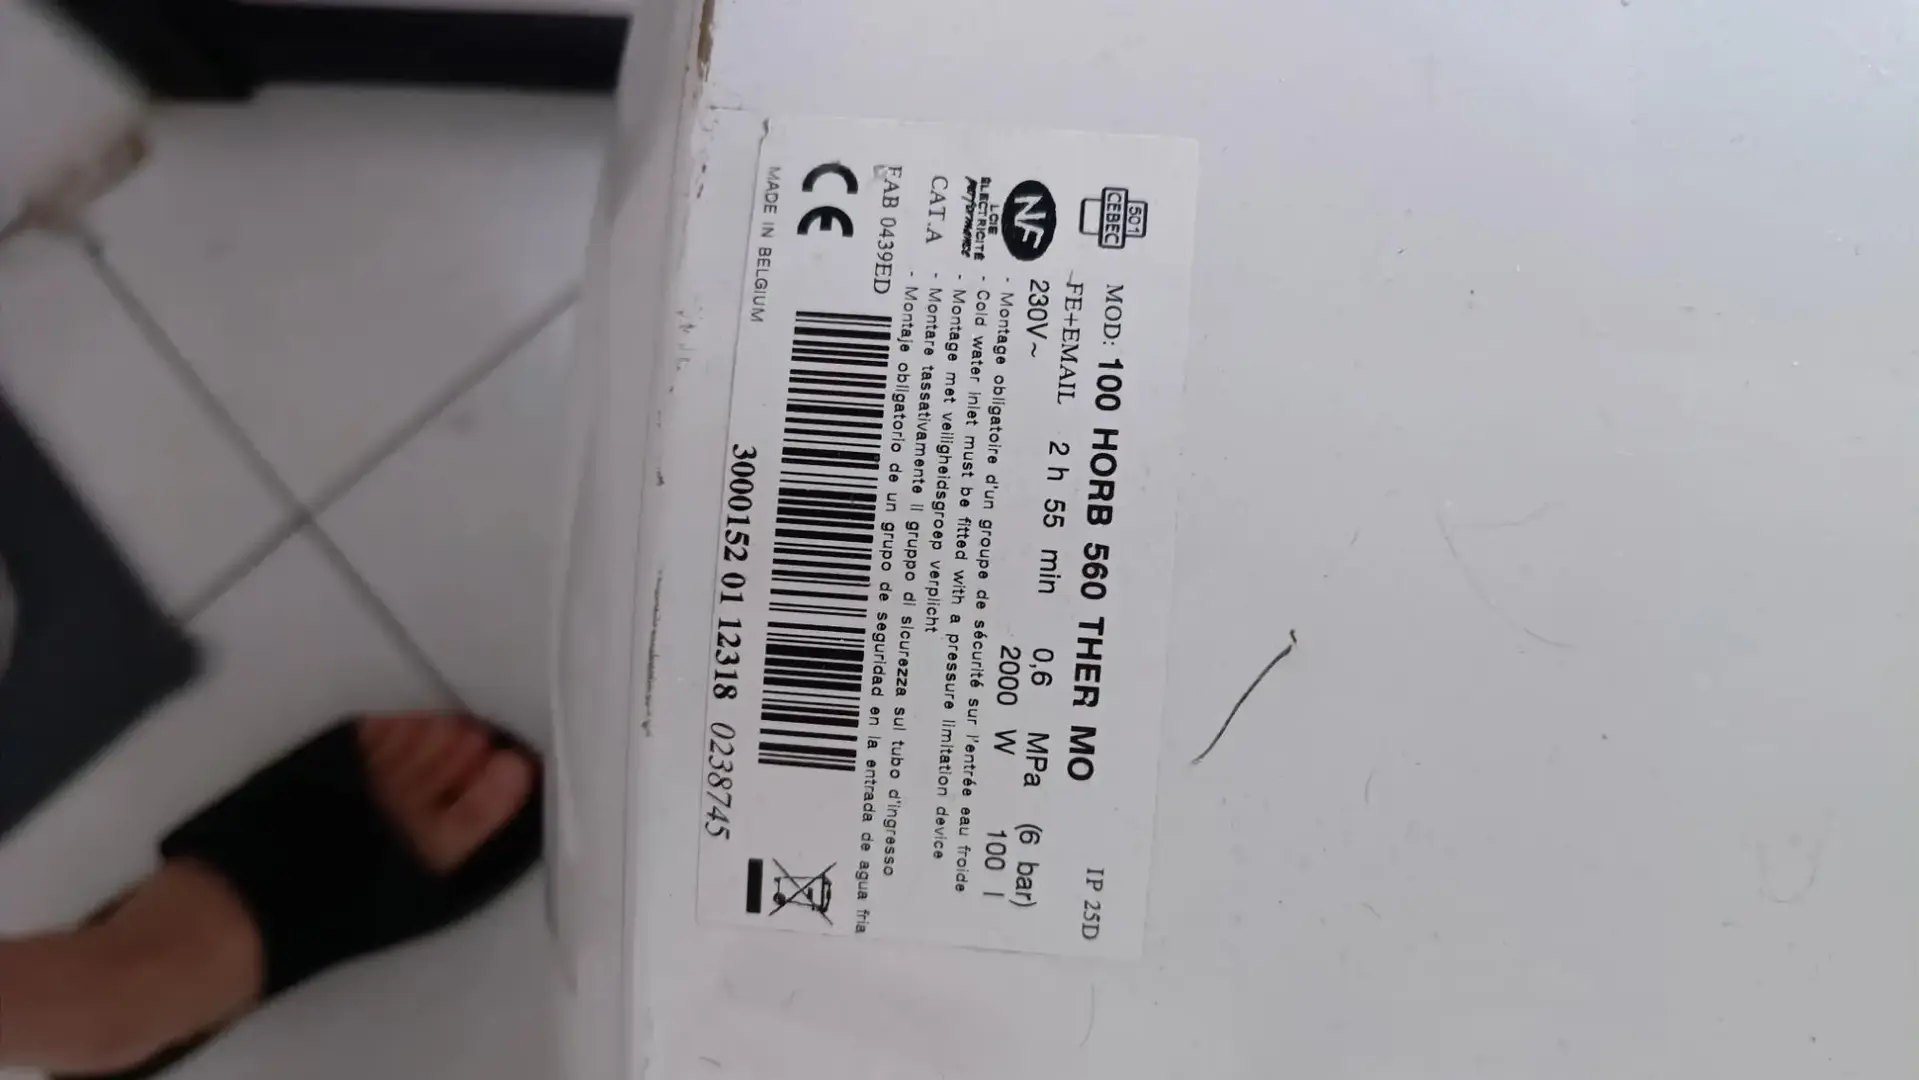 501
CEBEC
MOD: 100 HORB 560 THER MO
IP 25D
FE+EMAIL 2 h 55 min 0,6 MPa (6 bar)
NF
230V~ 2000 W 100 l
LCIE
ELECTRICITÉ
PERFORMANCE
CAT.A
- Montage obligatoire d'un groupe de sécurité sur l'entrée eau froide
- Cold water inlet must be fitted with a pressure limitation device
- Montage met veiligheidsgroep verplicht
- Montare tassativamente il gruppo di sicurezza sul tubo d'ingresso
- Montaje obligatorio de un grupo de seguridad en la entrada de agua fria
FAB 0439ED
CE
MADE IN BELGIUM
3000152 01 12318 0238745